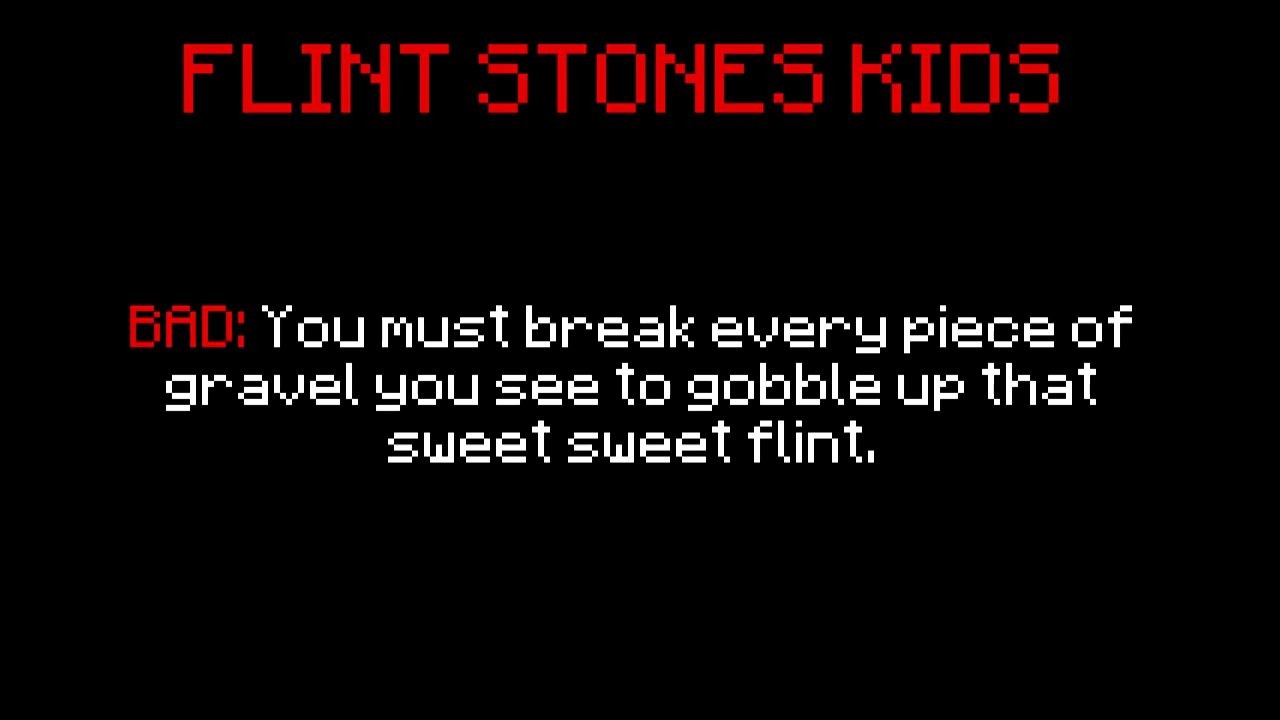 FLINT STONES KIDS
BAD: You must break every piece of
gravel you see to gobble up that
sweet sweet flint.